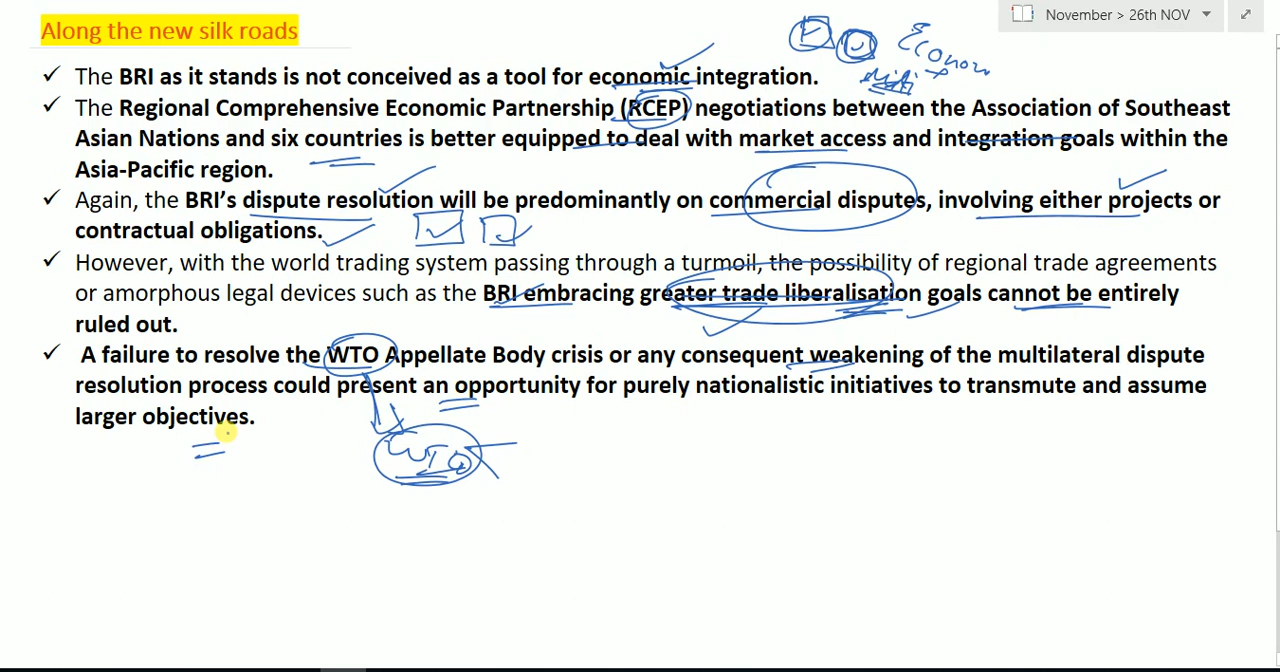 November > 26th NOV
Along the new silk roads
✓ The BRI as it stands is not conceived as a tool for economic integration.
✓ The Regional Comprehensive Economic Partnership (RCEP) negotiations between the Association of Southeast
Asian Nations and six countries is better equipped to deal with market access and integration goals within the
Asia-Pacific region.
✓ Again, the BRI's dispute resolution will be predominantly on commercial disputes, involving either projects or
contractual obligations.
✓ However, with the world trading system passing through a turmoil, the possibility of regional trade agreements
or amorphous legal devices such as the BRI embracing greater trade liberalisation goals cannot be entirely
ruled out.
✓ A failure to resolve the WTO Appellate Body crisis or any consequent weakening of the multilateral dispute
resolution process could present an opportunity for purely nationalistic initiatives to transmute and assume
larger objectives.
WTO